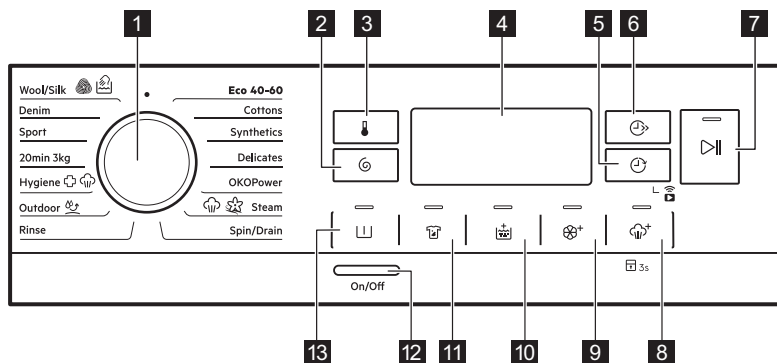 1
2
3
4
5
6
7
Wool/Silk
Denim
Sport
20min 3kg
Hygiene
Outdoor
Rinse
Eco 40-60
Cottons
Synthetics
Delicates
OKOPower
Steam
Spin/Drain
3s
On/Off
13
12
11
10
9
8